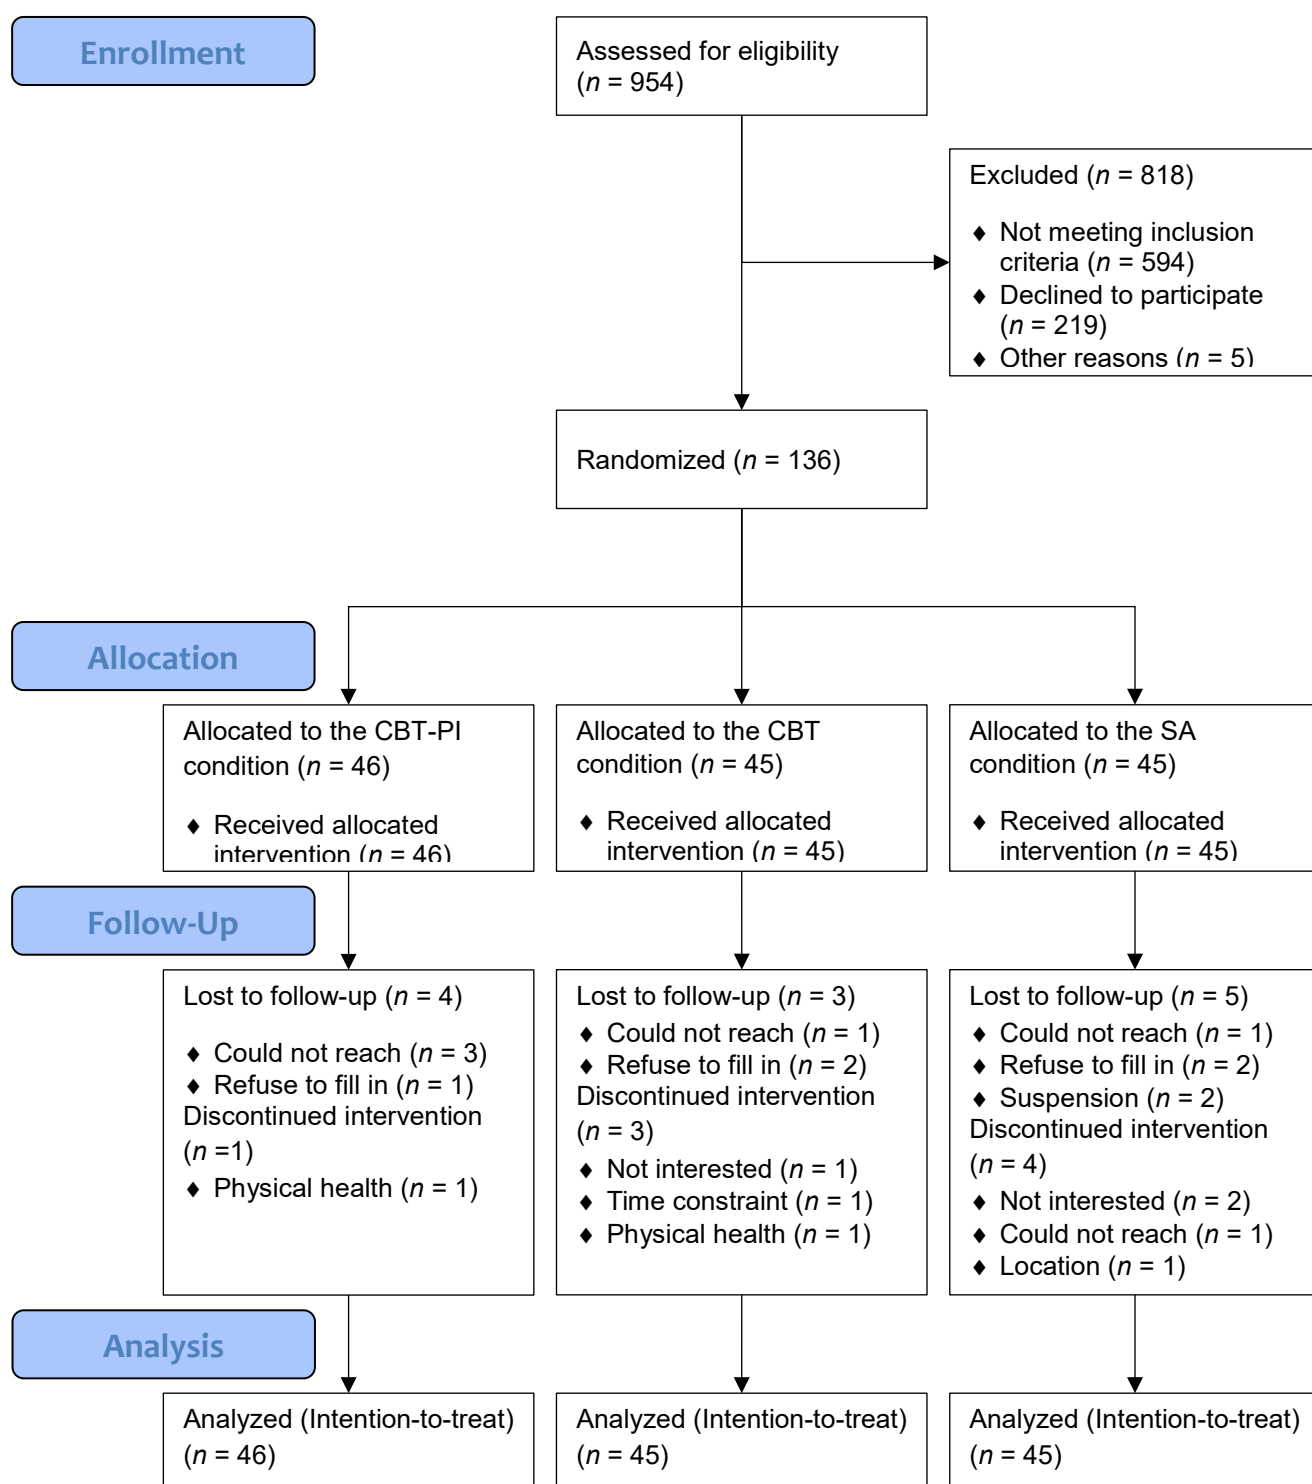 Enrollment
Assessed for eligibility
(n = 954)
Excluded (n = 818)
♦ Not meeting inclusion
criteria (n = 594)
♦ Declined to participate
(n = 219)
♦ Other reasons (n = 5)
Randomized (n = 136)
Allocation
Allocated to the CBT-PI
condition (n = 46)
♦ Received allocated
intervention (n = 46)
Allocated to the CBT
condition (n = 45)
♦ Received allocated
intervention (n = 45)
Allocated to the SA
condition (n = 45)
♦ Received allocated
intervention (n = 45)
Follow-Up
Lost to follow-up (n = 4)
♦ Could not reach (n = 3)
♦ Refuse to fill in (n = 1)
Discontinued intervention
(n =1)
♦ Physical health (n = 1)
Lost to follow-up (n = 3)
♦ Could not reach (n = 1)
♦ Refuse to fill in (n = 2)
Discontinued intervention
(n = 3)
♦ Not interested (n = 1)
♦ Time constraint (n = 1)
♦ Physical health (n = 1)
Lost to follow-up (n = 5)
♦ Could not reach (n = 1)
♦ Refuse to fill in (n = 2)
♦ Suspension (n = 2)
Discontinued intervention
(n = 4)
♦ Not interested (n = 2)
♦ Could not reach (n = 1)
♦ Location (n = 1)
Analysis
Analyzed (Intention-to-treat)
(n = 46)
Analyzed (Intention-to-treat)
(n = 45)
Analyzed (Intention-to-treat)
(n = 45)